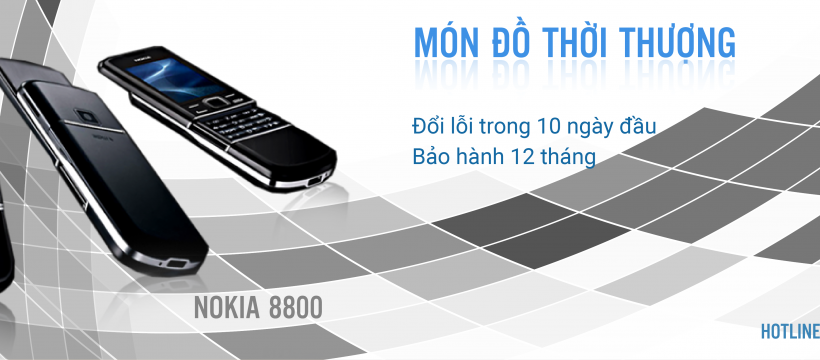 MÓN ĐỒ THỜI THƯỢNG
Đổi lỗi trong 10 ngày đầu
Bảo hành 12 tháng
NOKIA 8800
HOTLINE